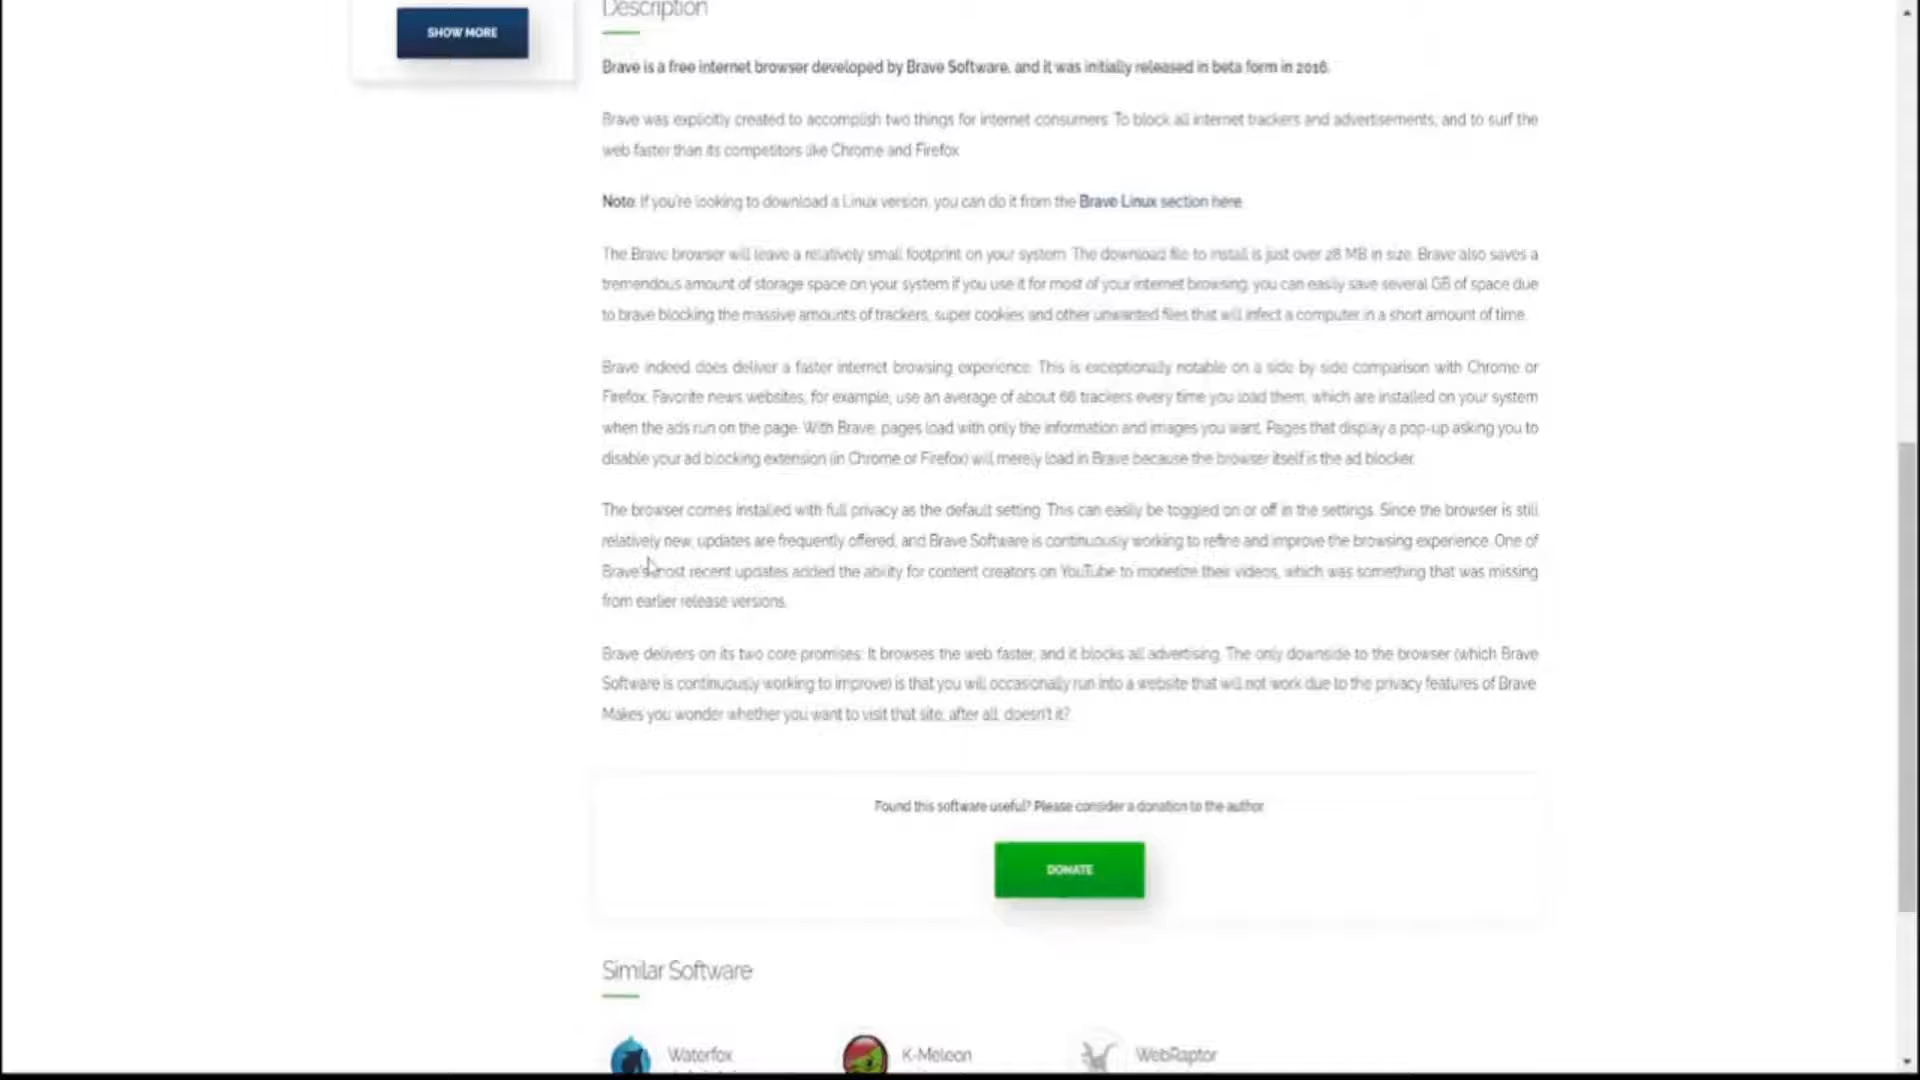 SHOW MORE
Description
Brave is a free internet browser developed by Brave Software, and it was initially released in beta form in 2016.
Brave was explicitly created to accomplish two things for internet consumers: To block all internet trackers and advertisements, and to surf the
web faster than its competitors like Chrome and Firefox.
Note: If you're looking to download a Linux version, you can do it from the Brave Linux section here.
The Brave browser will leave a relatively small footprint on your system. The download file to install is just over 28 MB in size. Brave also saves a
tremendous amount of storage space on your system if you use it for most of your internet browsing; you can easily save several GB of space due
to brave blocking the massive amounts of trackers, super cookies and other unwanted files that will infect a computer in a short amount of time.
Brave indeed does deliver a faster internet browsing experience. This is exceptionally notable on a side by side comparison with Chrome or
Firefox. Favorite news websites, for example, use an average of about 66 trackers every time you load them, which are installed on your system
when the ads run on the page. With Brave, pages load with only the information and images you want. Pages that display a pop-up asking you to
disable your ad blocking extension (in Chrome or Firefox) will merely load in Brave because the browser itself is the ad blocker.
The browser comes installed with full privacy as the default setting. This can easily be toggled on or off in the settings. Since the browser is still
relatively new, updates are frequently offered, and Brave Software is continuously working to refine and improve the browsing experience. One of
Brave's most recent updates added the ability for content creators on YouTube to monetize their videos, which was something that was missing
from earlier release versions.
Brave delivers on its two core promises: It browses the web faster, and it blocks all advertising. The only downside to the browser (which Brave
Software is continuously working to improve) is that you will occasionally run into a website that will not work due to the privacy features of Brave.
Makes you wonder whether you want to visit that site, after all, doesn't it?
Found this software useful? Please consider a donation to the author.
DONATE
Similar Software
Waterfox
K-Meleon
WebRaptor